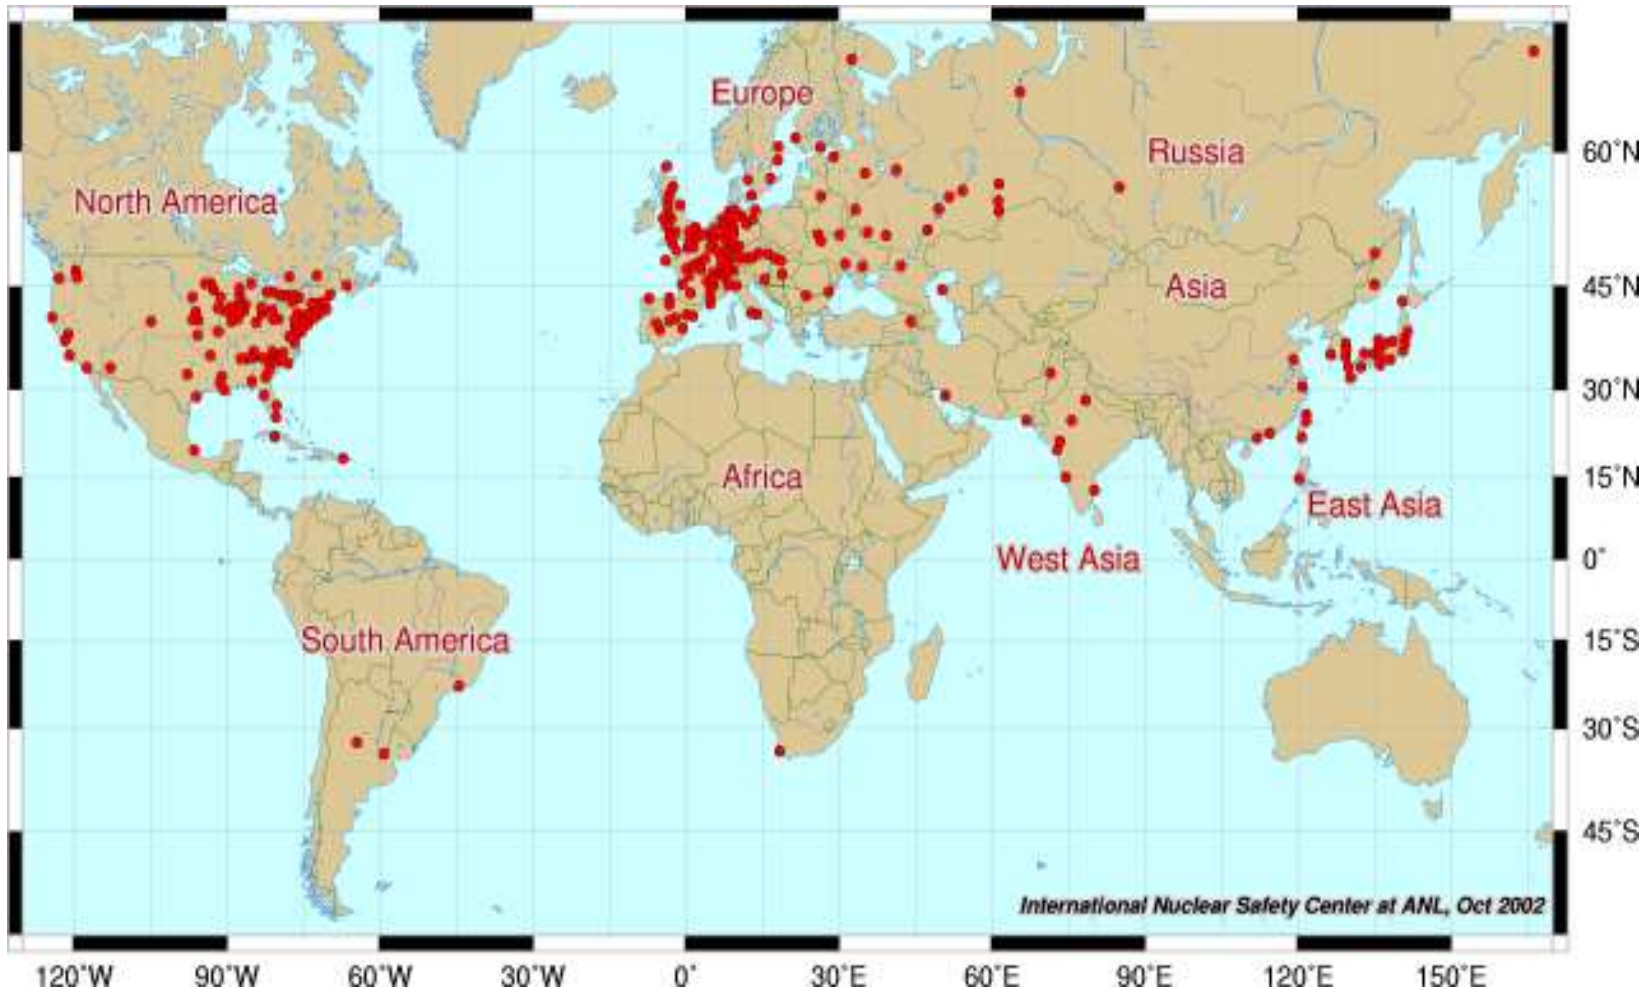 Europe
60°N
Russia
North America
45°N
Asia
30°N
Africa
15°N
East Asia
West Asia
0°
South America
15°S
30°S
45°S
International Nuclear Safety Center at ANL, Oct 2002
120°W 90°W 60°W 30°W 0° 30°E 60°E 90°E 120°E 150°E